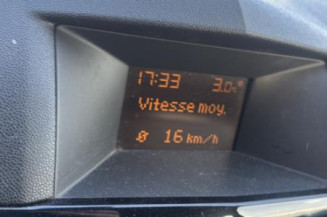 17:33 3.0°c
Vitesse moy.
Ø 16 km/h